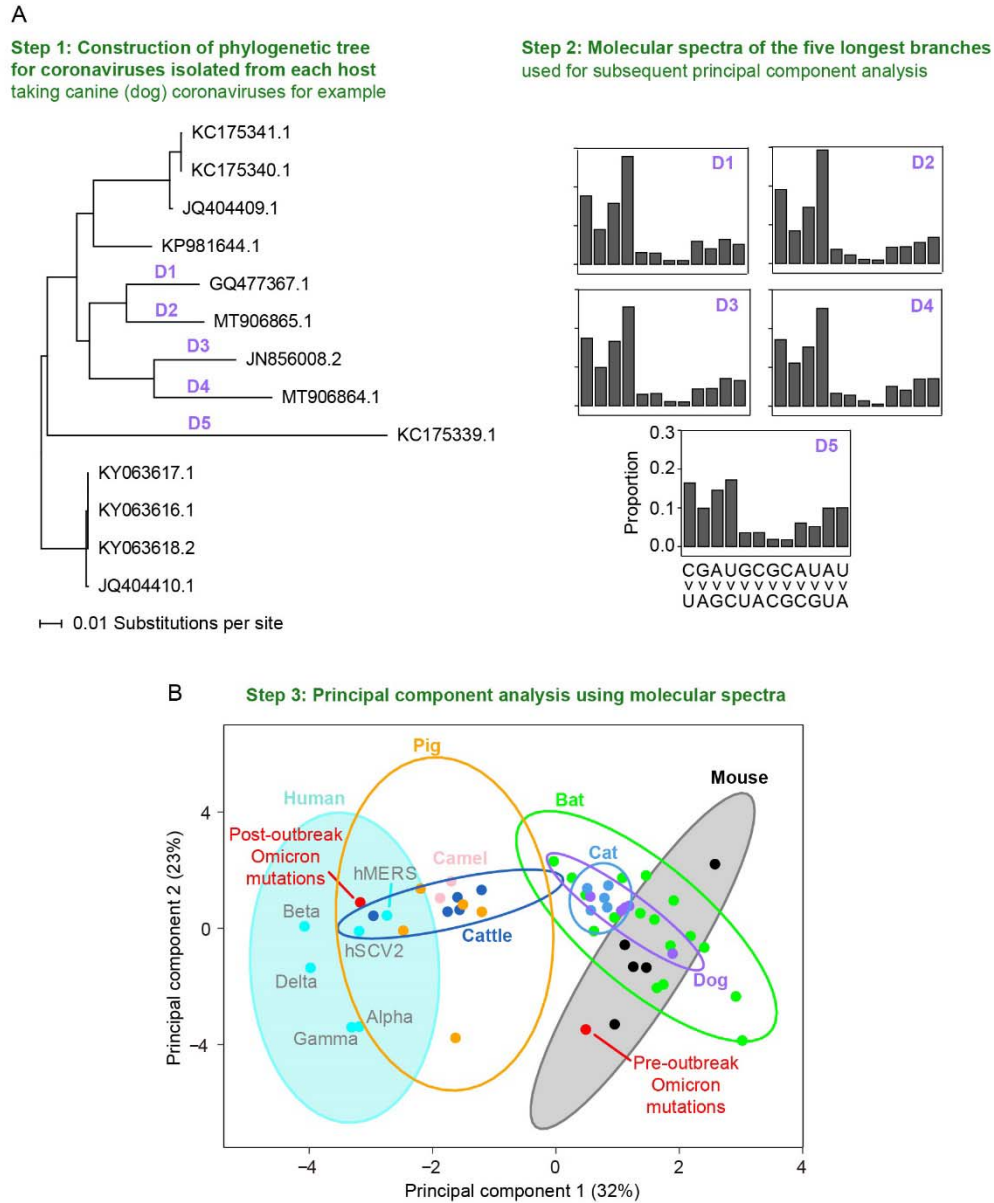 A
Step 1: Construction of phylogenetic tree
for coronaviruses isolated from each host
taking canine (dog) coronaviruses for example
KC175341.1
KC175340.1
JQ404409.1
KP981644.1
D1
GQ477367.1
D2
MT906865.1
D3
JN856008.2
D4
MT906864.1
D5
KC175339.1
KY063617.1
KY063616.1
KY063618.2
JQ404410.1
0.01 Substitutions per site
Step 2: Molecular spectra of the five longest branches
used for subsequent principal component analysis
D1
D2
D3
D4
D5
Proportion
0.3
0.2
0.1
0.0
CGAUGCGCAUAU
>>>>>>>>>>>>
UAGCUACGCGUA
B
Step 3: Principal component analysis using molecular spectra
Principal component 2 (23%)
4
0
−4
Pig
Mouse
Human
Bat
Post-outbreak
Omicron
mutations
Camel
Cat
hMERS
Beta
hSCV2
Cattle
Dog
Delta
Alpha
Gamma
Pre-outbreak
Omicron
mutations
−4
−2
0
2
4
Principal component 1 (32%)